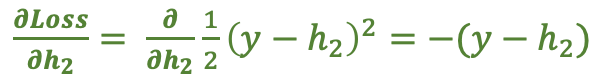 ∂Loss/∂h₂ = ∂/∂h₂ 1/2 (y − h₂)² = −(y − h₂)